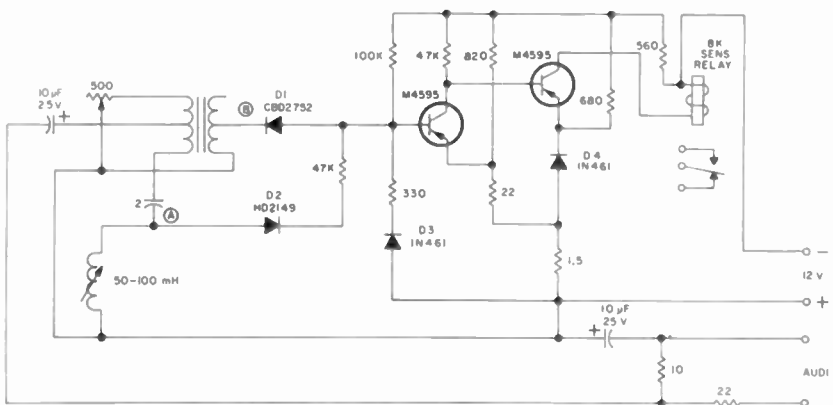 10 µF
25 V
+
500
B
D1
CBD2752
100K
47K
820
M4595
M4595
680
560
8K
SENS
RELAY
2
A
D2
HD2149
47K
330
D3
1N461
22
D4
1N461
1.5
50-100 mH
−
12 V
+
10 µF
25 V
+
10
22
AUDI